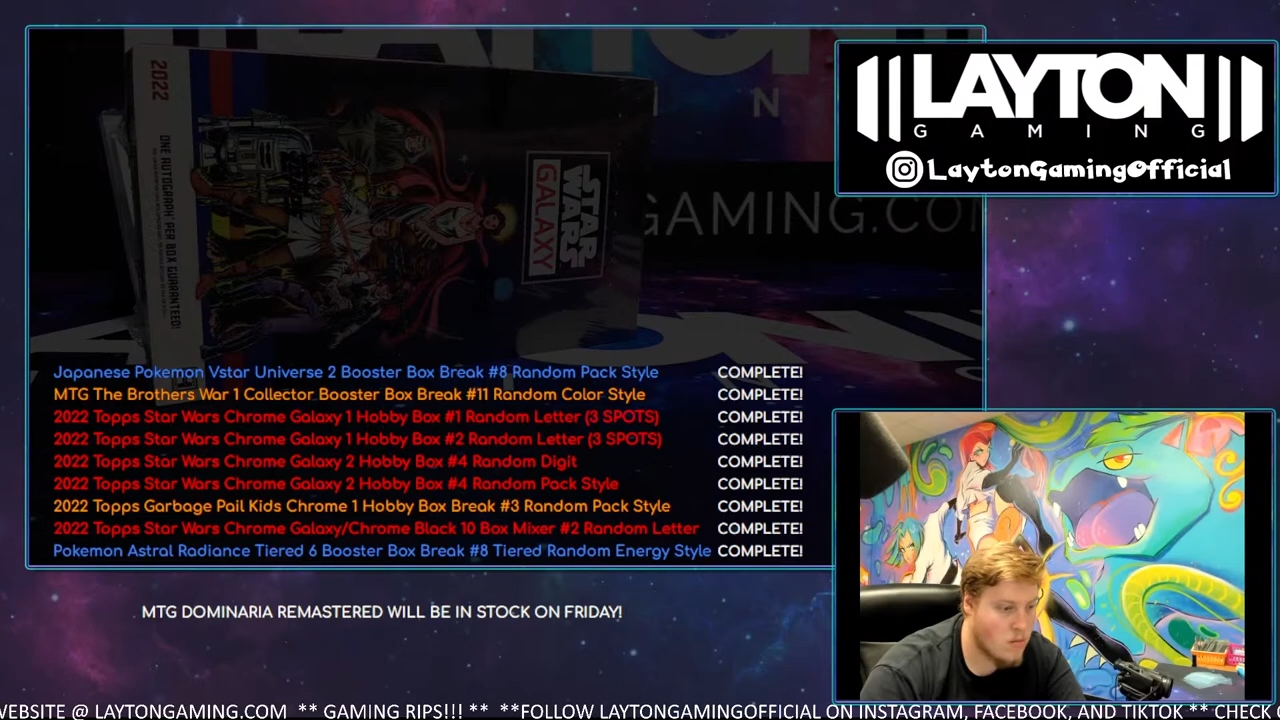 LAYTON
GAMING
LaytonGamingOfficial
2022
ONE AUTOGRAPH PER BOX GUARANTEED!
STAR
WARS
GALAXY
GAMING.CO
Japanese Pokemon Vstar Universe 2 Booster Box Break #8 Random Pack Style COMPLETE!
MTG The Brothers War 1 Collector Booster Box Break #11 Random Color Style COMPLETE!
2022 Topps Star Wars Chrome Galaxy 1 Hobby Box #1 Random Letter (3 SPOTS) COMPLETE!
2022 Topps Star Wars Chrome Galaxy 1 Hobby Box #2 Random Letter (3 SPOTS) COMPLETE!
2022 Topps Star Wars Chrome Galaxy 2 Hobby Box #4 Random Digit COMPLETE!
2022 Topps Star Wars Chrome Galaxy 2 Hobby Box #4 Random Pack Style COMPLETE!
2022 Topps Garbage Pail Kids Chrome 1 Hobby Box Break #3 Random Pack Style COMPLETE!
2022 Topps Star Wars Chrome Galaxy/Chrome Black 10 Box Mixer #2 Random Letter COMPLETE!
Pokemon Astral Radiance Tiered 6 Booster Box Break #8 Tiered Random Energy Style COMPLETE!
MTG DOMINARIA REMASTERED WILL BE IN STOCK ON FRIDAY!
WEBSITE @ LAYTONGAMING.COM ** GAMING RIPS!!! ** **FOLLOW LAYTONGAMINGOFFICIAL ON INSTAGRAM, FACEBOOK, AND TIKTOK ** CHECK